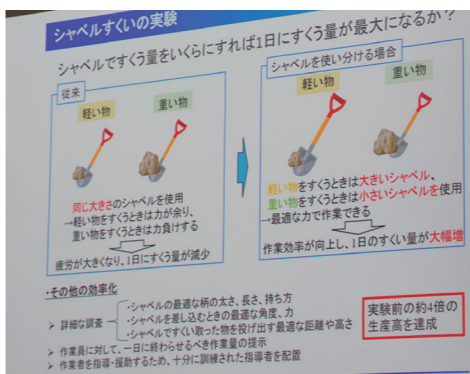 シャベルすくいの実験
シャベルですくう量をいくらにすれば1日にすくう量が最大になるか?
従来
軽い物
重い物
同じ大きさのシャベルを使用
→軽い物をすくうときは力が余り、
重い物をすくうときは力負けする
疲労が大きくなり、1日にすくう量が減少
シャベルを使い分ける場合
軽い物
重い物
軽い物をすくうときは大きいシャベル、
重い物をすくうときは小さいシャベルを使用
→最適な力で作業できる
作業効率が向上し、1日のすくい量が大幅増
・その他の効率化
➢ 詳細な調査
・シャベルの最適な柄の太さ、長さ、持ち方
・シャベルを差し込むときの最適な角度、力
・シャベルですくい取った物を投げ出す最適な距離や高さ
➢ 作業員に対して、一日に終わらせるべき作業量の提示
➢ 作業者を指導・援助するため、十分に訓練された指導者を配置
実験前の約4倍の
生産高を達成